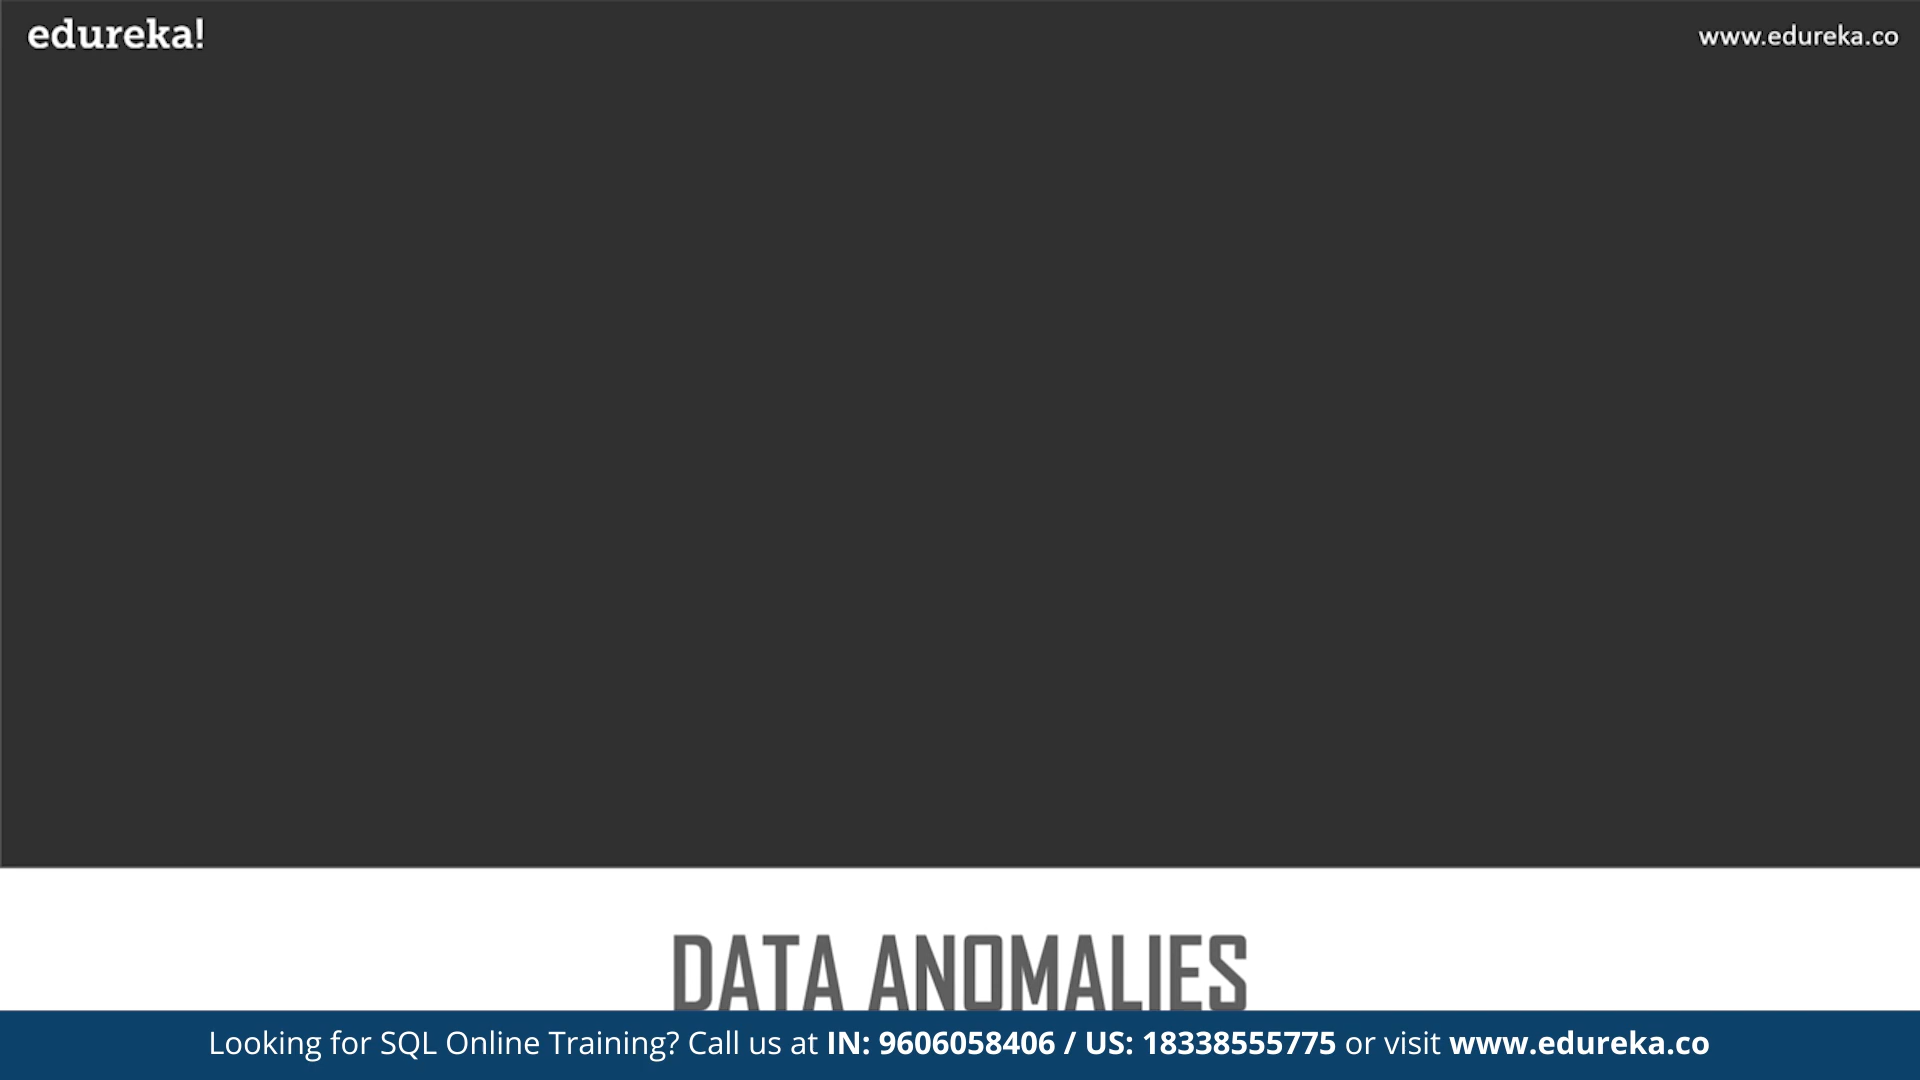 edureka!
www.edureka.co
DATA ANOMALIES
Looking for SQL Online Training? Call us at IN: 9606058406 / US: 18338555775 or visit www.edureka.co